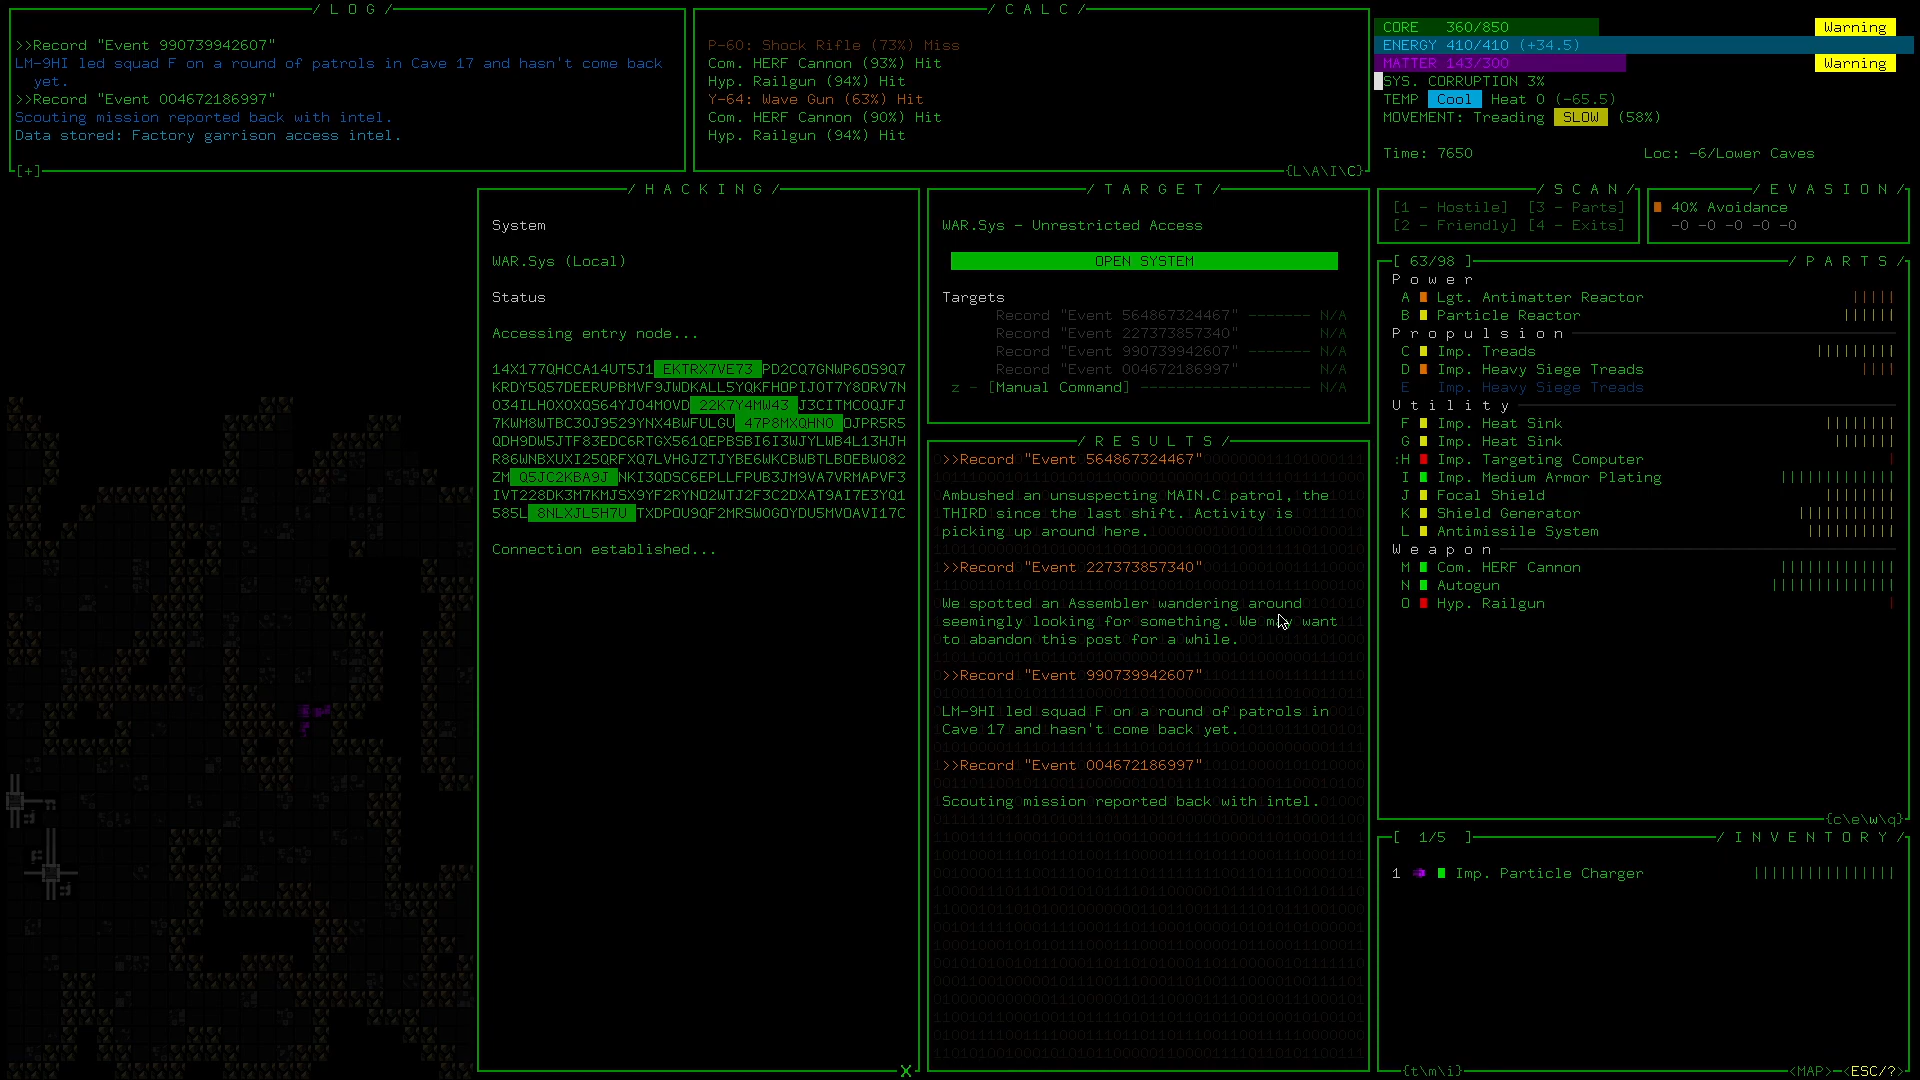 / L O G /
>>Record "Event 990739942607"
LM-9HI led squad F on a round of patrols in Cave 17 and hasn't come back
yet.
>>Record "Event 004672186997"
Scouting mission reported back with intel.
Data stored: Factory garrison access intel.
[+]
/ C A L C /
P-60: Shock Rifle (73%) Miss
Com. HERF Cannon (93%) Hit
Hyp. Railgun (94%) Hit
Y-64: Wave Gun (63%) Hit
Com. HERF Cannon (90%) Hit
Hyp. Railgun (94%) Hit
{L\A\I\C}
CORE 360/850 Warning
ENERGY 410/410 (+34.5)
MATTER 143/300 Warning
SYS. CORRUPTION 3%
TEMP Cool Heat 0 (-65.5)
MOVEMENT: Treading SLOW (58%)
Time: 7650 Loc: -6/Lower Caves
/ H A C K I N G /
System
WAR.Sys (Local)
Status
Accessing entry node...
14X177QHCCA14UT5J1 EKTRX7VE73 PD2CQ7GNWP6OS9Q7
KRDY5Q57DEERUPBMVF9JWDKALL5YQKFHOPIJOT7Y8ORV7N
O34ILHOXOXQS64YJO4MOVD 22K7Y4MW43 J3CITMCOQJFJ
7KWM8WTBC3OJ9529YNX4BWFULGU 47P8MXQHNO OJPR5R5
QDH9DW5JTF83EDC6RTGX561QEPBSBI6I3WJYLWB4L13HJH
R86WNBXUXI25QRFXQ7LVHGJZTJYBE6WKCBWBTLBOEBWO82
ZM Q5JC2KBA9J NKI3QDSC6EPLLFPUB3JM9VA7VRMAPVF3
IVT228DK3M7KMJSX9YF2RYNO2WTJ2F3C2DXAT9AI7E3YQ1
585L 8NLXJL5H7U TXDPOU9QF2MRSWOGOYDU5MVOAVI17C
Connection established...
X
/ T A R G E T /
WAR.Sys - Unrestricted Access
OPEN SYSTEM
Targets
Record "Event 564867324467" ------- N/A
Record "Event 227373857340" N/A
Record "Event 990739942607" ------- N/A
Record "Event 004672186997" N/A
z - [Manual Command] ------------------- N/A
/ R E S U L T S /
>>Record "Event 564867324467"
Ambushed an unsuspecting MAIN.C patrol, the
THIRD since the last shift. Activity is
picking up around here.
>>Record "Event 227373857340"
We spotted an Assembler wandering around
seemingly looking for something. We may want
to abandon this post for a while.
>>Record "Event 990739942607"
LM-9HI led squad F on a round of patrols in
Cave 17 and hasn't come back yet.
>>Record "Event 004672186997"
Scouting mission reported back with intel.
/ S C A N /
[1 - Hostile] [3 - Parts]
[2 - Friendly] [4 - Exits]
/ E V A S I O N /
40% Avoidance
-0 -0 -0 -0 -0
[ 63/98 ] / P A R T S /
P o w e r
A Lgt. Antimatter Reactor
B Particle Reactor
P r o p u l s i o n
C Imp. Treads
D Imp. Heavy Siege Treads
E Imp. Heavy Siege Treads
U t i l i t y
F Imp. Heat Sink
G Imp. Heat Sink
:H Imp. Targeting Computer
I Imp. Medium Armor Plating
J Focal Shield
K Shield Generator
L Antimissile System
W e a p o n
M Com. HERF Cannon
N Autogun
O Hyp. Railgun
{c\e\w\q}
[ 1/5 ] / I N V E N T O R Y /
1 Imp. Particle Charger
{t\m\i}
<MAP>-<ESC/?>